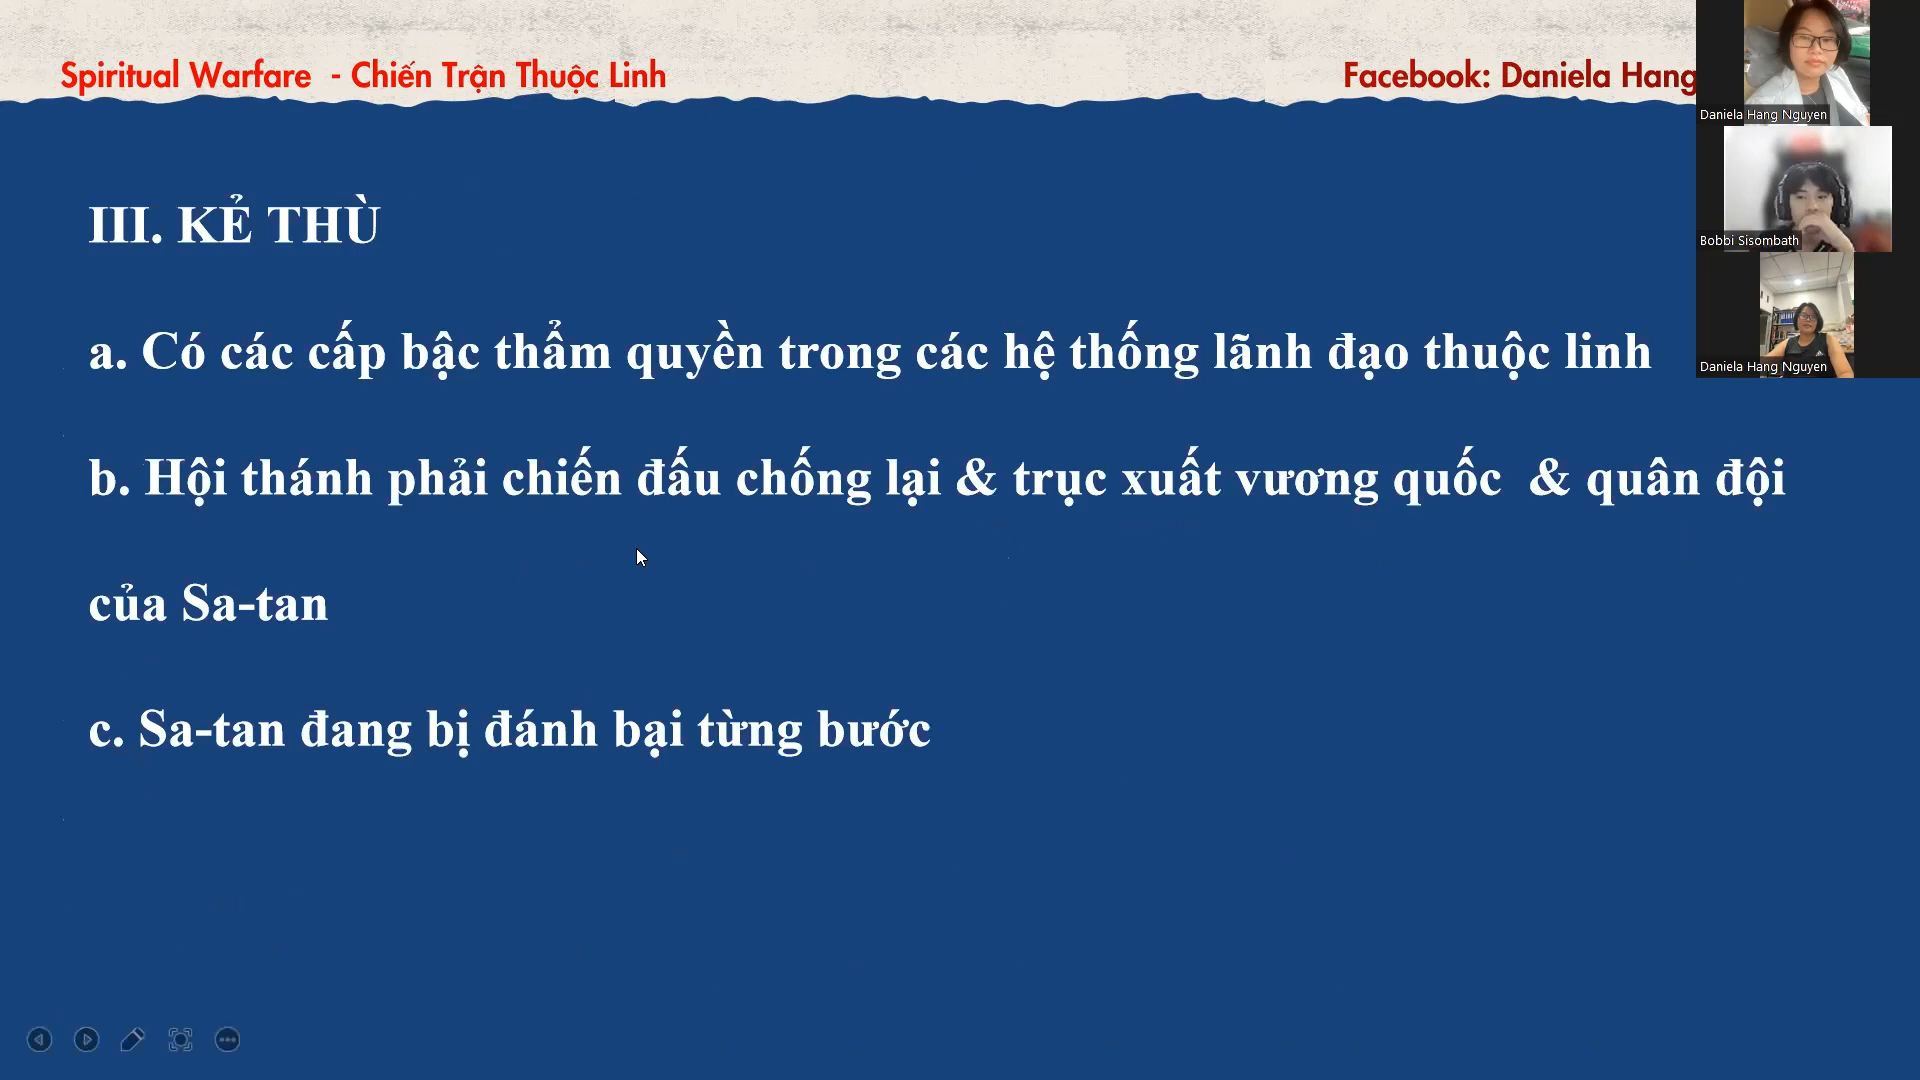 Spiritual Warfare - Chiến Trận Thuộc Linh
Facebook: Daniela Hang
Daniela Hang Nguyen
Bobbi Sisombath
Daniela Hang Nguyen
III. KẺ THÙ
a. Có các cấp bậc thẩm quyền trong các hệ thống lãnh đạo thuộc linh
b. Hội thánh phải chiến đấu chống lại & trục xuất vương quốc & quân đội
của Sa-tan
c. Sa-tan đang bị đánh bại từng bước